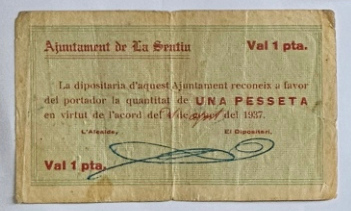 Ajuntament de La Sentiu Val 1 pta.
La dipositaria d'aquest Ajuntament reconeix a favor
del portador la quantitat de UNA PESSETA
en virtut de l'acord del de del 1937.
L'Alcalde, El Dipositari,
Val 1 pta.